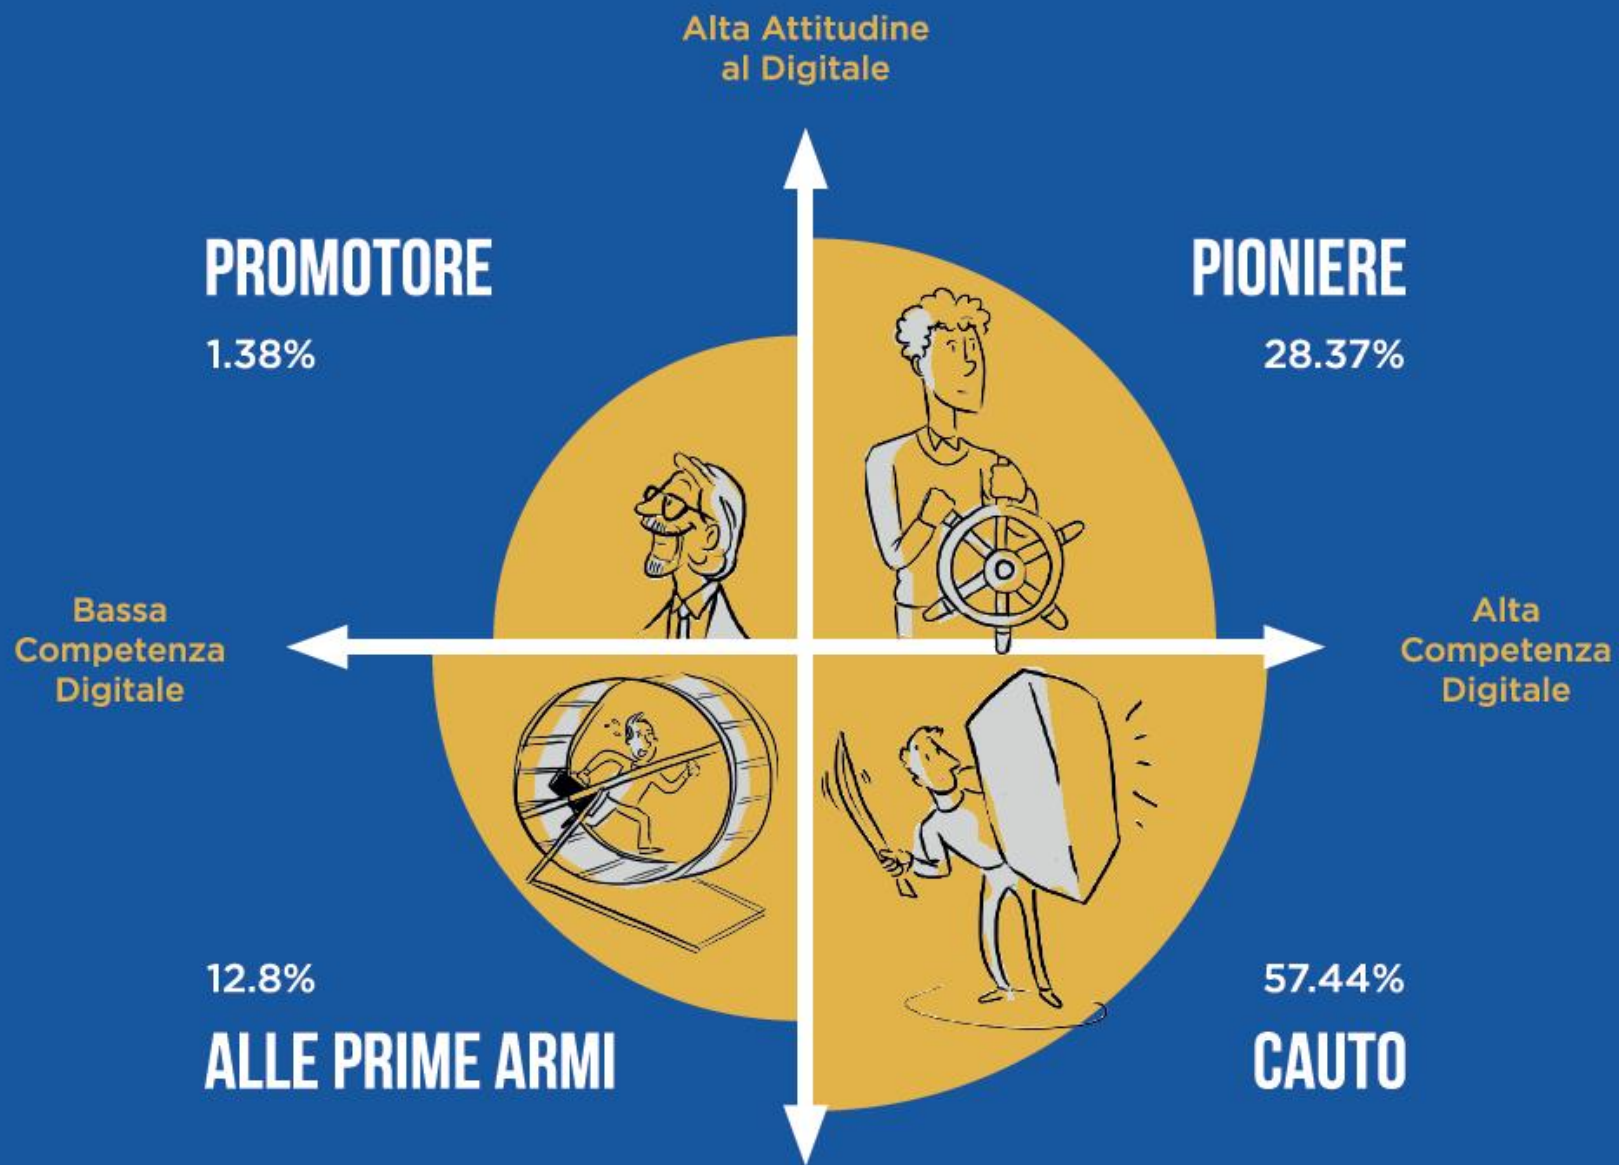 Alta Attitudine
al Digitale
PROMOTORE
1.38%
PIONIERE
28.37%
Bassa
Competenza
Digitale
Alta
Competenza
Digitale
12.8%
ALLE PRIME ARMI
57.44%
CAUTO